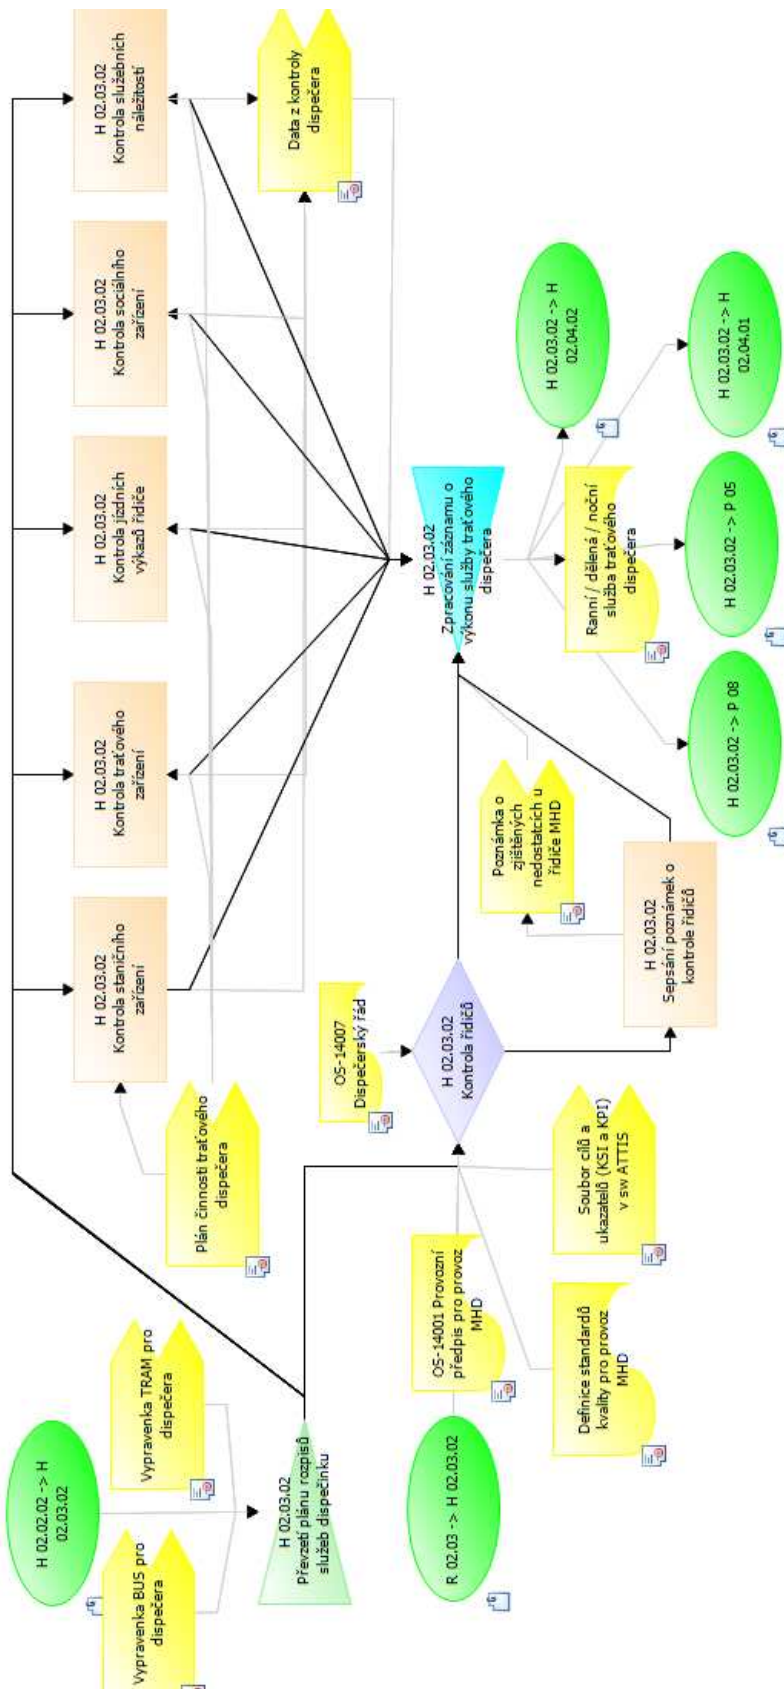 H 02.02.02 -> H
02.03.02
Vypravenka BUS pro
dispečera
Vypravenka TRAM pro
dispečera
H 02.03.02
Převzetí plánu rozpisů
služeb dispečinku
R 02.03 -> H 02.03.02
OS-14001 Provozní
předpis pro provoz
MHD
Definice standardů
kvality pro provoz
MHD
Soubor cílů a
ukazatelů (KSI a KPI)
v sw ATTIS
Plán činnosti traťového
dispečera
OS-14007
Dispečerský řád
H 02.03.02
Kontrola řidičů
H 02.03.02
Sepsání poznámek o
kontrole řidičů
Poznámka o
zjištěných
nedostatcích u
řidiče MHD
H 02.03.02
Kontrola staničního
zařízení
H 02.03.02
Kontrola traťového
zařízení
H 02.03.02
Kontrola jízdních
výkazů řidiče
H 02.03.02
Kontrola sociálního
zařízení
H 02.03.02
Kontrola služebních
náležitostí
Data z kontroly
dispečera
H 02.03.02
Zpracování záznamu o
výkonu služby traťového
dispečera
Ranní / dělená / noční
služba traťového
dispečera
H 02.03.02 -> P 08
H 02.03.02 -> P 05
H 02.03.02 -> H
02.04.01
H 02.03.02 -> H
02.04.02